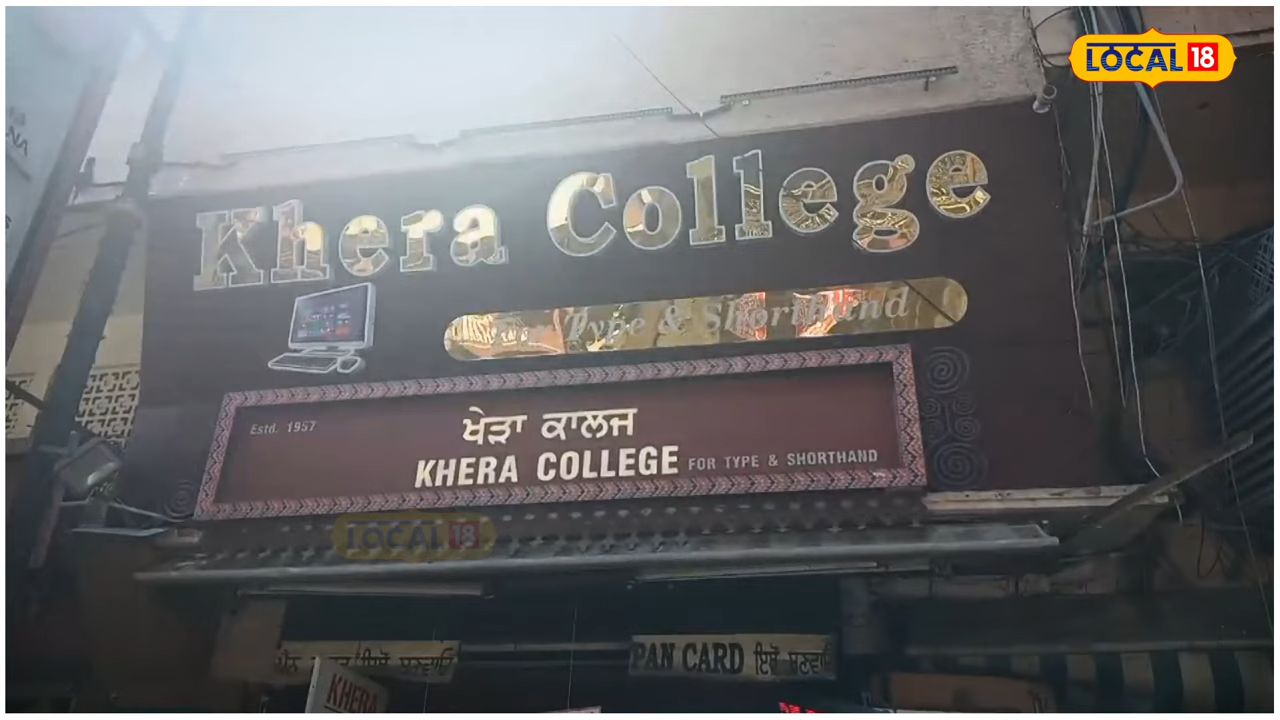 LOCAL 18
Khera College
Type & Shorthand
Estd. 1957
ਖੇੜਾ ਕਾਲਜ
KHERA COLLEGE FOR TYPE & SHORTHAND
LOCAL 18
PAN CARD ਇਥੋਂ ਬਣਵਾਓ
KHERA